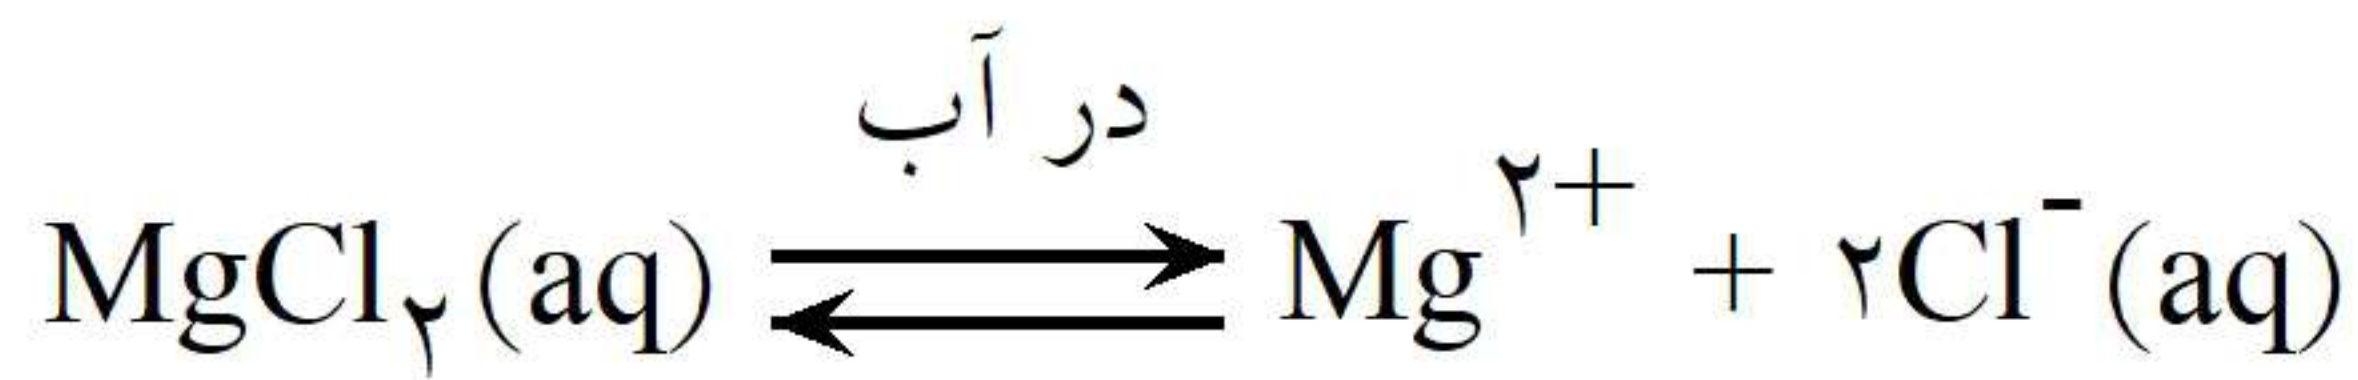 در آب
MgCl۲(aq) ⇌ Mg۲+ + ۲Cl-(aq)